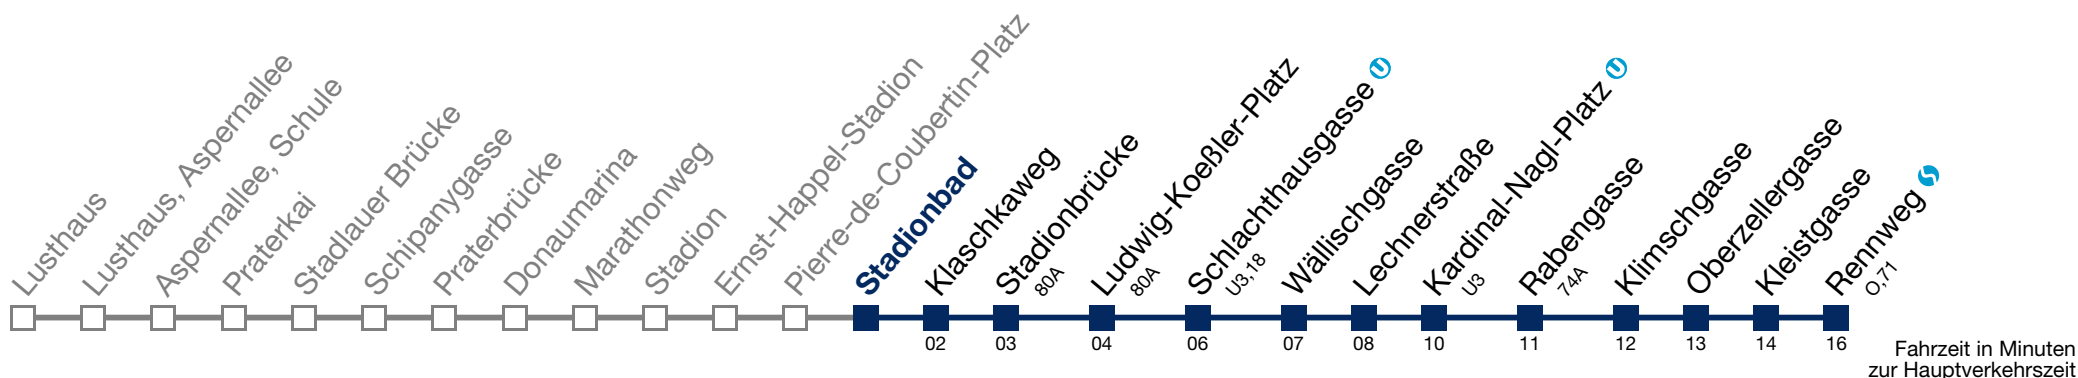 Lusthaus
Lusthaus, Aspernallee
Aspernallee, Schule
Praterkai
Stadlauer Brücke
Schipanygasse
Praterbrücke
Donaumarina
Marathonweg
Stadion
Ernst-Happel-Stadion
Pierre-de-Coubertin-Platz
Stadionbad
Klaschkaweg
02
Stadionbrücke
80A
03
Ludwig-Koeßler-Platz
80A
04
Schlachthausgasse U
U3,18
06
Wällischgasse
07
Lechnerstraße
08
Kardinal-Nagl-Platz U
U3
10
Rabengasse
74A
11
Klimschgasse
12
Oberzellergasse
13
Kleistgasse
14
Rennweg S
O,71
16
Fahrzeit in Minuten
zur Hauptverkehrszeit